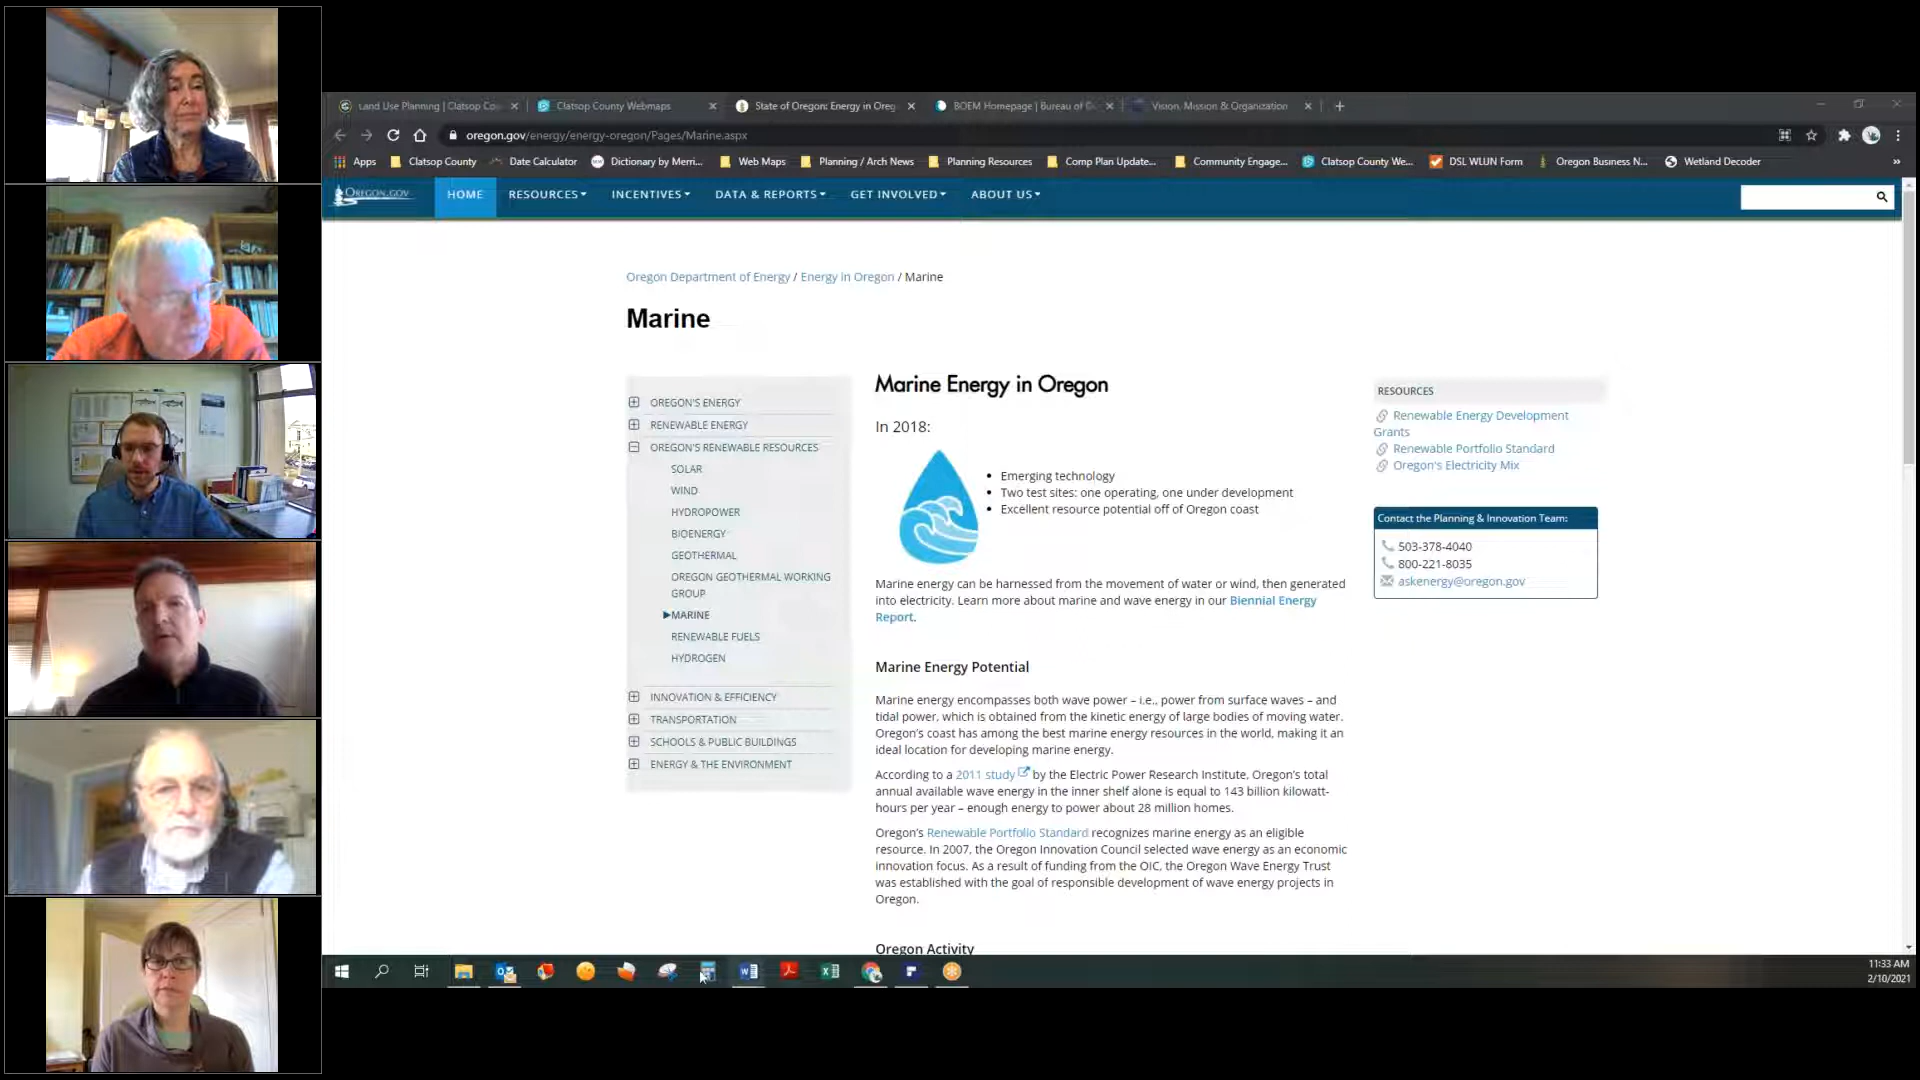 Land Use Planning | Clatsop Co
Clatsop County Webmaps
State of Oregon: Energy in Oreg
BOEM Homepage | Bureau of O
Vision, Mission & Organization
oregon.gov/energy/energy-oregon/Pages/Marine.aspx
Apps
Clatsop County
Date Calculator
Dictionary by Merri...
Web Maps
Planning / Arch News
Planning Resources
Comp Plan Update...
Community Engage...
Clatsop County We...
DSL WLUN Form
Oregon Business N...
Wetland Decoder
OREGON.GOV
HOME
RESOURCES
INCENTIVES
DATA & REPORTS
GET INVOLVED
ABOUT US
Oregon Department of Energy / Energy in Oregon / Marine
Marine
OREGON'S ENERGY
RENEWABLE ENERGY
OREGON'S RENEWABLE RESOURCES
SOLAR
WIND
HYDROPOWER
BIOENERGY
GEOTHERMAL
OREGON GEOTHERMAL WORKING
GROUP
MARINE
RENEWABLE FUELS
HYDROGEN
INNOVATION & EFFICIENCY
TRANSPORTATION
SCHOOLS & PUBLIC BUILDINGS
ENERGY & THE ENVIRONMENT
Marine Energy in Oregon
In 2018:
• Emerging technology
• Two test sites: one operating, one under development
• Excellent resource potential off of Oregon coast
Marine energy can be harnessed from the movement of water or wind, then generated
into electricity. Learn more about marine and wave energy in our Biennial Energy
Report.
Marine Energy Potential
Marine energy encompasses both wave power – i.e., power from surface waves – and
tidal power, which is obtained from the kinetic energy of large bodies of moving water.
Oregon's coast has among the best marine energy resources in the world, making it an
ideal location for developing marine energy.
According to a 2011 study by the Electric Power Research Institute, Oregon's total
annual available wave energy in the inner shelf alone is equal to 143 billion kilowatt-
hours per year – enough energy to power about 28 million homes.
Oregon's Renewable Portfolio Standard recognizes marine energy as an eligible
resource. In 2007, the Oregon Innovation Council selected wave energy as an economic
innovation focus. As a result of funding from the OIC, the Oregon Wave Energy Trust
was established with the goal of responsible development of wave energy projects in
Oregon.
Oregon Activity
RESOURCES
Renewable Energy Development
Grants
Renewable Portfolio Standard
Oregon's Electricity Mix
Contact the Planning & Innovation Team:
503-378-4040
800-221-8035
askenergy@oregon.gov
11:33 AM
2/10/2021